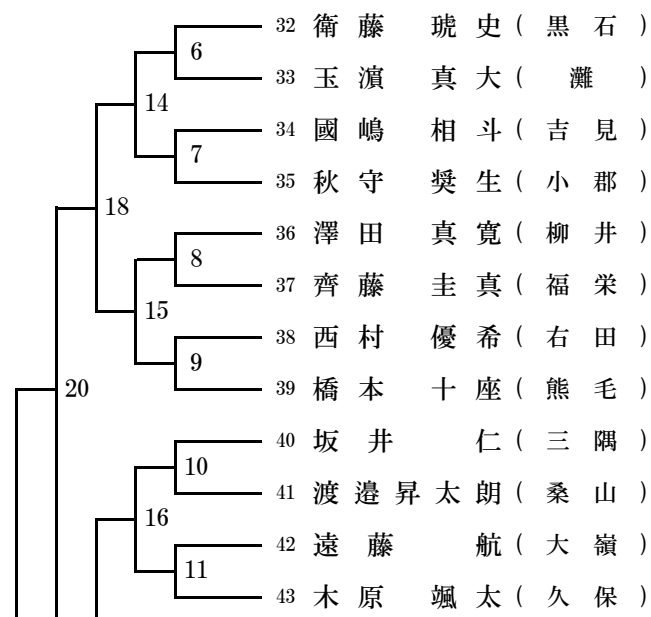 32 衛藤 琥史 ( 黒石 )
6
33 玉濵 真大 ( 灘 )
14
34 國嶋 相斗 ( 吉見 )
7
35 秋守 奨生 ( 小郡 )
18
36 澤田 真寛 ( 柳井 )
8
37 齊藤 圭真 ( 福栄 )
15
38 西村 優希 ( 右田 )
9
39 橋本 十座 ( 熊毛 )
20
40 坂井 仁 ( 三隅 )
10
41 渡邉昇太朗 ( 桑山 )
16
42 遠藤 航 ( 大嶺 )
11
43 木原 颯太 ( 久保 )